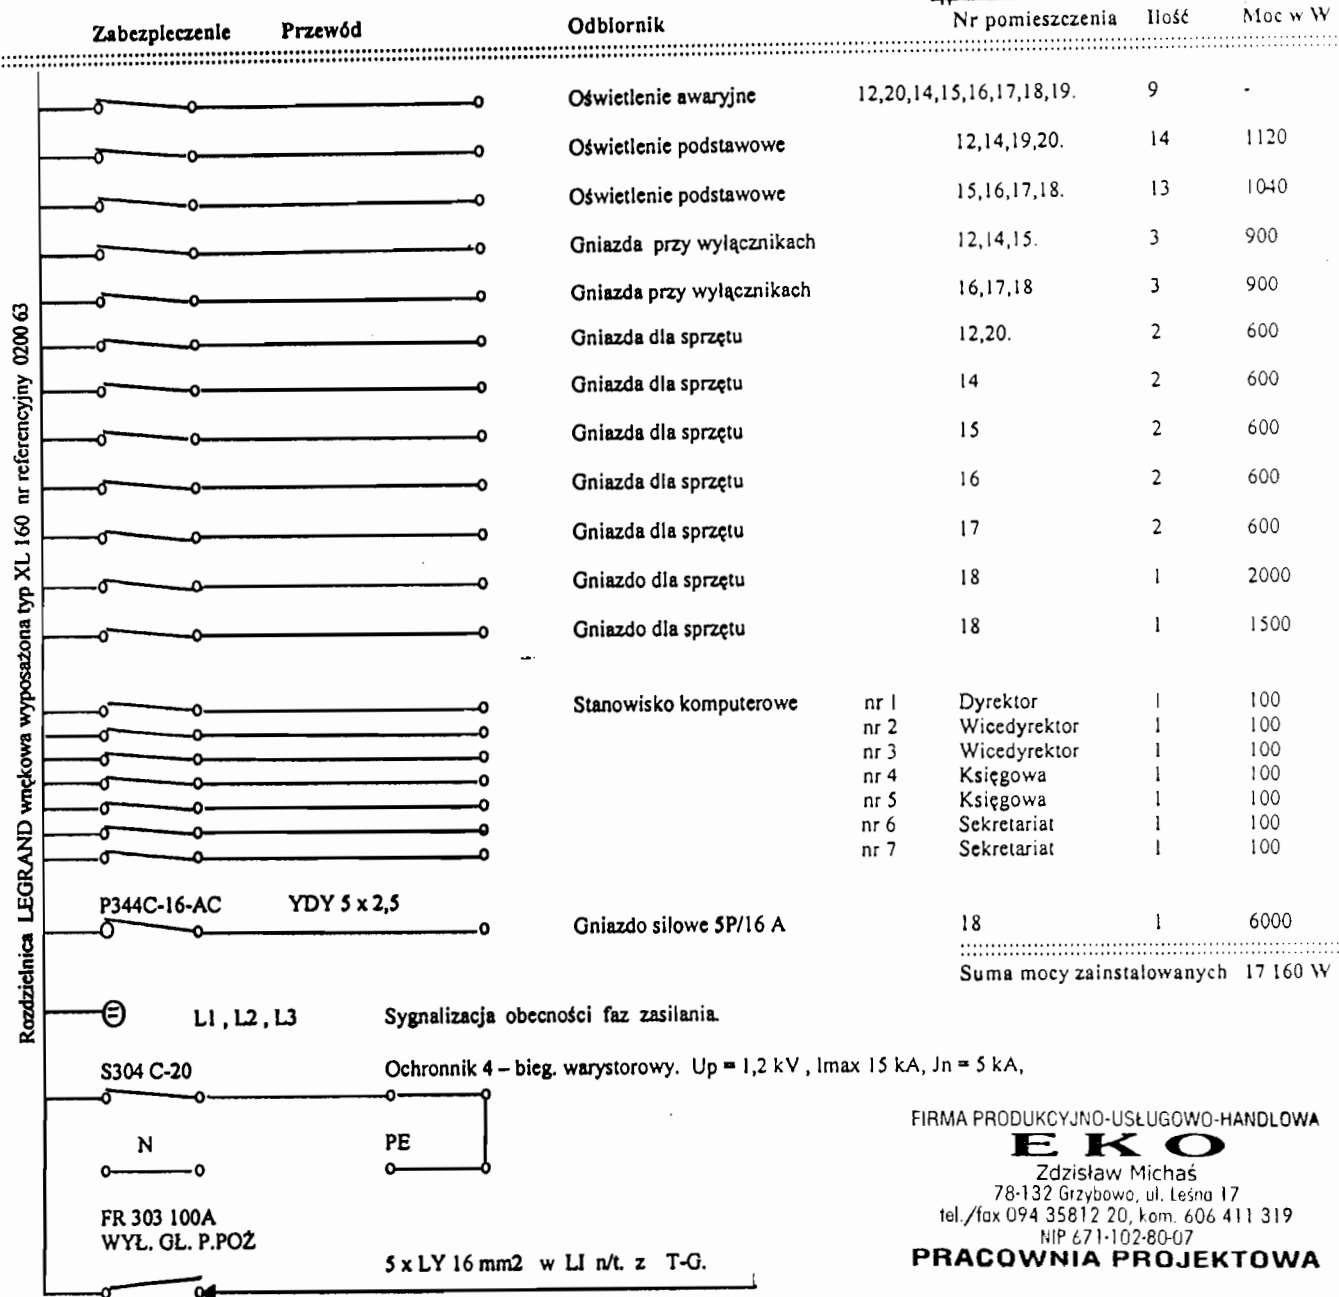 Zabezpieczenie Przewód Odbiornik Nr pomieszczenia Ilość Moc w W
Oświetlenie awaryjne 12,20,14,15,16,17,18,19. 9 -
Oświetlenie podstawowe 12,14,19,20. 14 1120
Oświetlenie podstawowe 15,16,17,18. 13 1040
Gniazda przy wyłącznikach 12,14,15. 3 900
Gniazda przy wyłącznikach 16,17,18 3 900
Gniazda dla sprzętu 12,20. 2 600
Gniazda dla sprzętu 14 2 600
Gniazda dla sprzętu 15 2 600
Gniazda dla sprzętu 16 2 600
Gniazda dla sprzętu 17 2 600
Gniazdo dla sprzętu 18 1 2000
Gniazdo dla sprzętu 18 1 1500
Stanowisko komputerowe nr 1 Dyrektor 1 100
nr 2 Wicedyrektor 1 100
nr 3 Wicedyrektor 1 100
nr 4 Księgowa 1 100
nr 5 Księgowa 1 100
nr 6 Sekretariat 1 100
nr 7 Sekretariat 1 100
P344C-16-AC YDY 5 x 2,5
Gniazdo siłowe 5P/16 A 18 1 6000
Suma mocy zainstalowanych 17 160 W
Rozdzielnica LEGRAND wnękowa wyposażona typ XL 160 nr referencyjny 0200 63
L1 , L2 , L3 Sygnalizacja obecności faz zasilania.
S304 C-20 Ochronnik 4 – bieg. warystorowy. Up = 1,2 kV , Imax 15 kA, Jn = 5 kA,
N PE
FR 303 100A
WYŁ. GŁ. P.POŻ
5 x LY 16 mm2 w LI n/t. z T-G.
FIRMA PRODUKCYJNO-USŁUGOWO-HANDLOWA
EKO
Zdzisław Michaś
78-132 Grzybowo, ul. Leśna 17
tel./fax 094 35812 20, kom. 606 411 319
NIP 671-102-80-07
PRACOWNIA PROJEKTOWA